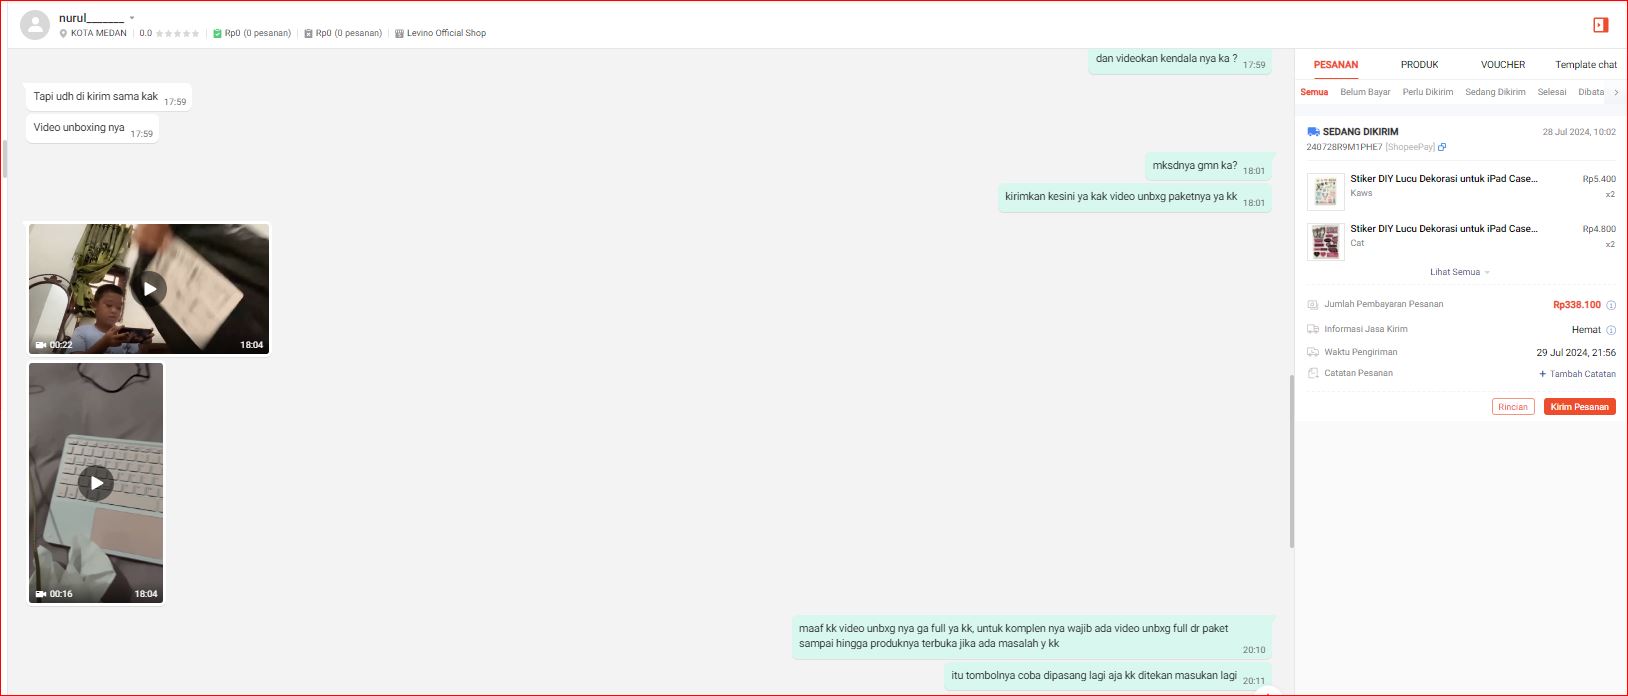 nurul_______
KOTA MEDAN 0.0 Rp0 (0 pesanan) Rp0 (0 pesanan) Levino Official Shop
dan videokan kendala nya ka ? 17:59
Tapi udh di kirim sama kak 17:59
Video unboxing nya 17:59
mksdnya gmn ka? 18:01
kirimkan kesini ya kak video unbxg paketnya ya kk 18:01
00:22 18:04
00:16 18:04
maaf kk video unbxg nya ga full ya kk, untuk komplen nya wajib ada video unbxg full dr paket
sampai hingga produknya terbuka jika ada masalah y kk
20:10
itu tombolnya coba dipasang lagi aja kk ditekan masukan lagi 20:11
PESANAN PRODUK VOUCHER Template chat
Semua Belum Bayar Perlu Dikirim Sedang Dikirim Selesai Dibata
SEDANG DIKIRIM 28 Jul 2024, 10:02
240728R9M1PHE7 [ShopeePay]
Stiker DIY Lucu Dekorasi untuk iPad Case... Rp5.400
Kaws x2
Stiker DIY Lucu Dekorasi untuk iPad Case... Rp4.800
Cat x2
Lihat Semua
Jumlah Pembayaran Pesanan Rp338.100
Informasi Jasa Kirim Hemat
Waktu Pengiriman 29 Jul 2024, 21:56
Catatan Pesanan + Tambah Catatan
Rincian Kirim Pesanan